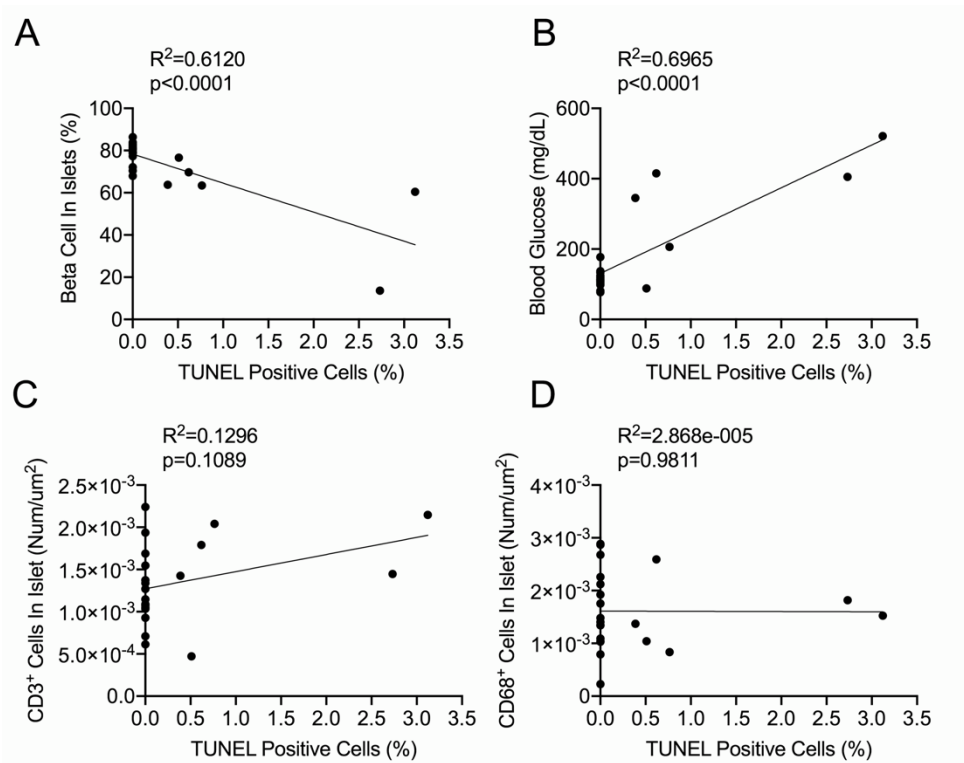 A
R²=0.6120
p<0.0001
Beta Cell In Islets (%)
100
80
60
40
20
0
0.0 0.5 1.0 1.5 2.0 2.5 3.0 3.5
TUNEL Positive Cells (%)
B
R²=0.6965
p<0.0001
Blood Glucose (mg/dL)
600
400
200
0
0.0 0.5 1.0 1.5 2.0 2.5 3.0 3.5
TUNEL Positive Cells (%)
C
R²=0.1296
p=0.1089
CD3⁺ Cells In Islet (Num/um²)
2.5×10⁻³
2.0×10⁻³
1.5×10⁻³
1.0×10⁻³
5.0×10⁻⁴
0.0
0.0 0.5 1.0 1.5 2.0 2.5 3.0 3.5
TUNEL Positive Cells (%)
D
R²=2.868e-005
p=0.9811
CD68⁺ Cells In Islet (Num/um²)
4×10⁻³
3×10⁻³
2×10⁻³
1×10⁻³
0
0.0 0.5 1.0 1.5 2.0 2.5 3.0 3.5
TUNEL Positive Cells (%)